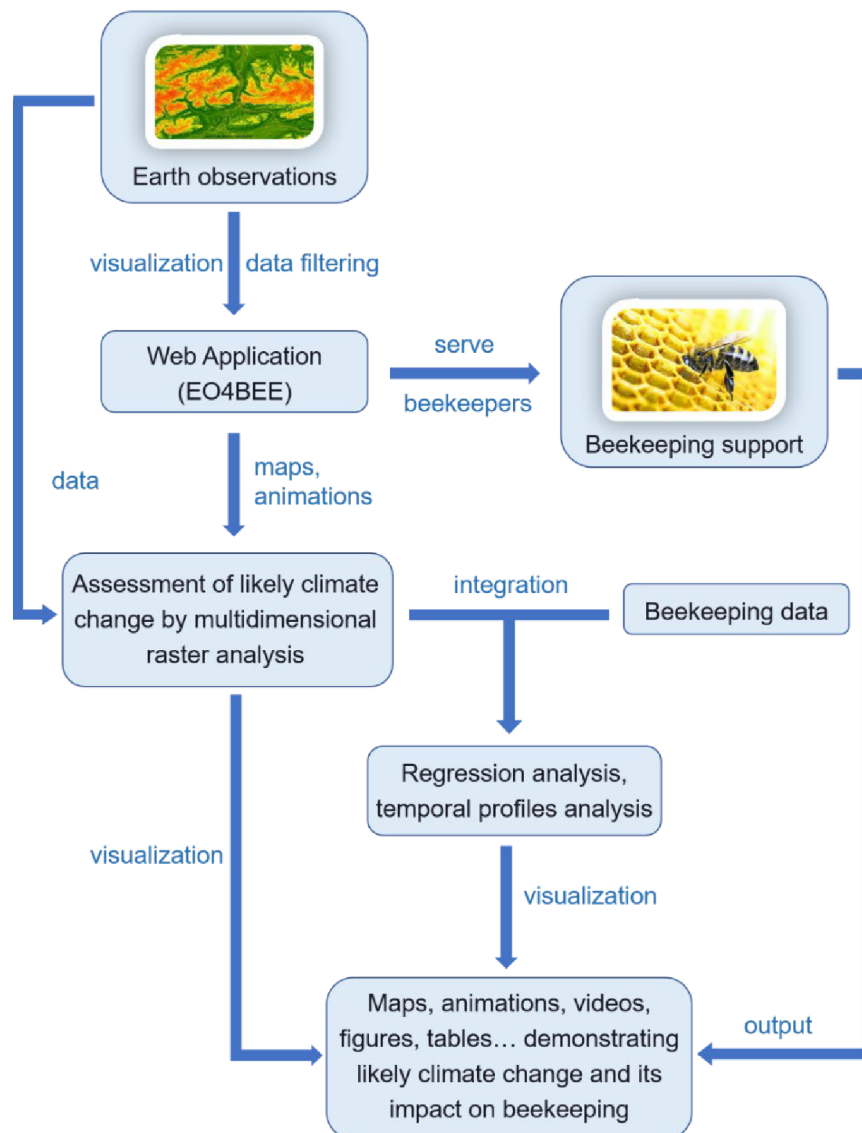 Earth observations
visualization
data filtering
Web Application
(EO4BEE)
serve
beekeepers
Beekeeping support
data
maps,
animations
Assessment of likely climate
change by multidimensional
raster analysis
integration
Beekeeping data
Regression analysis,
temporal profiles analysis
visualization
visualization
Maps, animations, videos,
figures, tables… demonstrating
likely climate change and its
impact on beekeeping
output